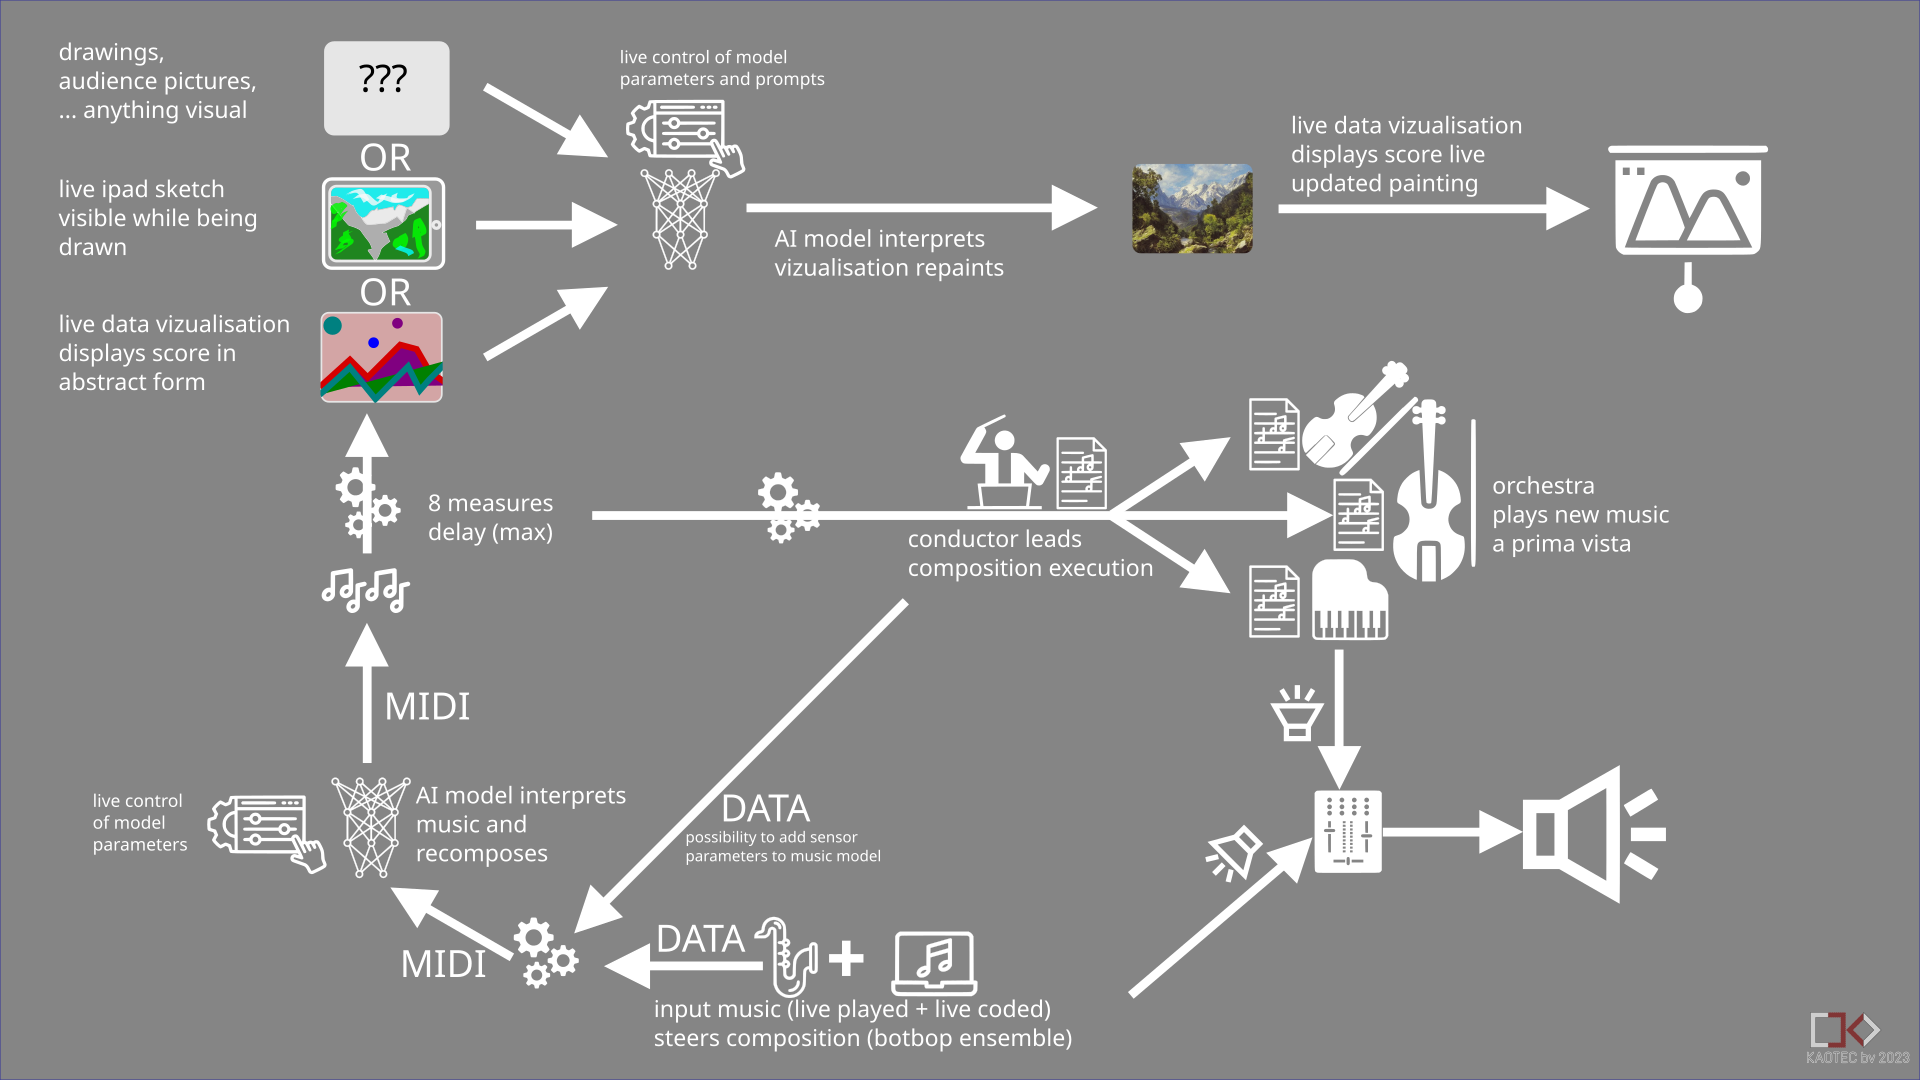 drawings,
audience pictures,
... anything visual
???
OR
live ipad sketch
visible while being
drawn
OR
live data vizualisation
displays score in
abstract form
live control of model
parameters and prompts
AI model interprets
vizualisation repaints
live data vizualisation
displays score live
updated painting
8 measures
delay (max)
conductor leads
composition execution
orchestra
plays new music
a prima vista
MIDI
live control
of model
parameters
AI model interprets
music and
recomposes
DATA
possibility to add sensor
parameters to music model
MIDI
DATA
input music (live played + live coded)
steers composition (botbop ensemble)
KAOTEC bv 2023